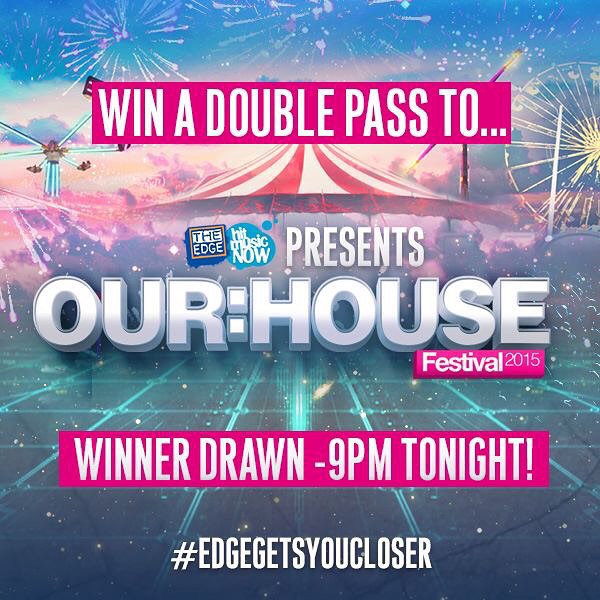 WIN A DOUBLE PASS TO...
THE EDGE hit music NOW PRESENTS
OUR:HOUSE
Festival 2015
WINNER DRAWN -9PM TONIGHT!
#EDGEGETSYOUCLOSER